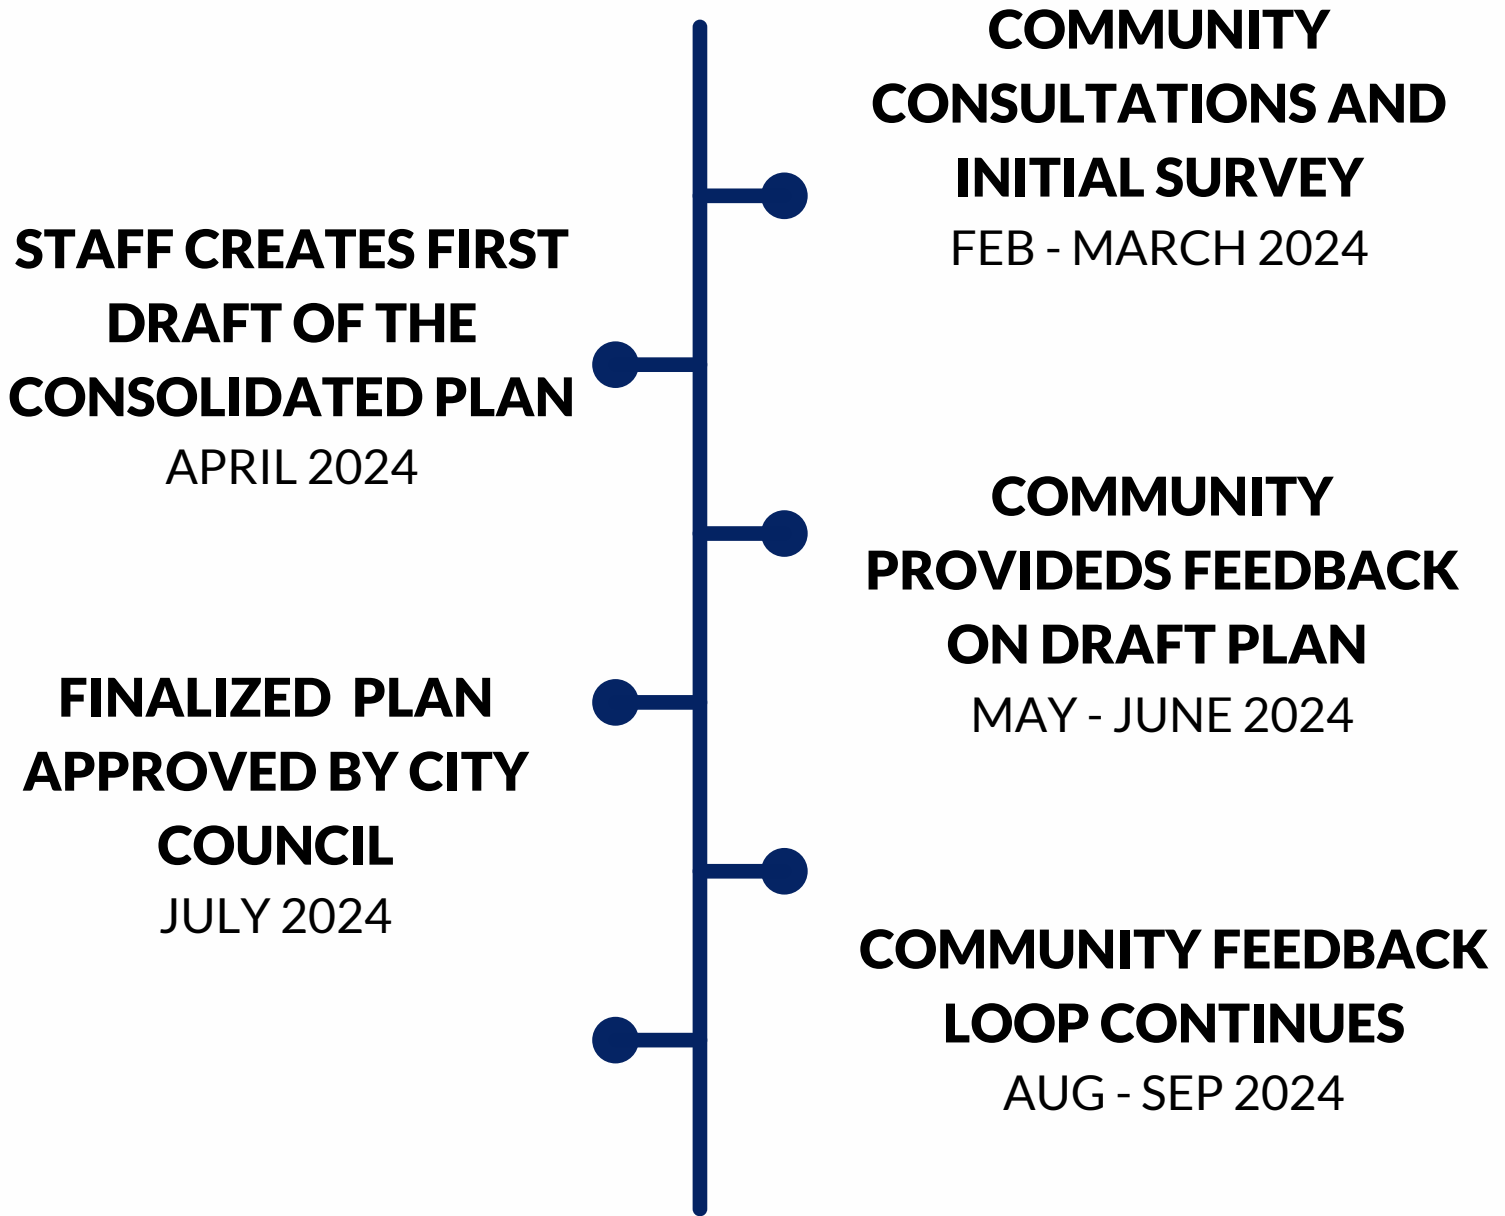 COMMUNITY
CONSULTATIONS AND
INITIAL SURVEY
FEB - MARCH 2024
STAFF CREATES FIRST
DRAFT OF THE
CONSOLIDATED PLAN
APRIL 2024
COMMUNITY
PROVIDEDS FEEDBACK
ON DRAFT PLAN
MAY - JUNE 2024
FINALIZED PLAN
APPROVED BY CITY
COUNCIL
JULY 2024
COMMUNITY FEEDBACK
LOOP CONTINUES
AUG - SEP 2024